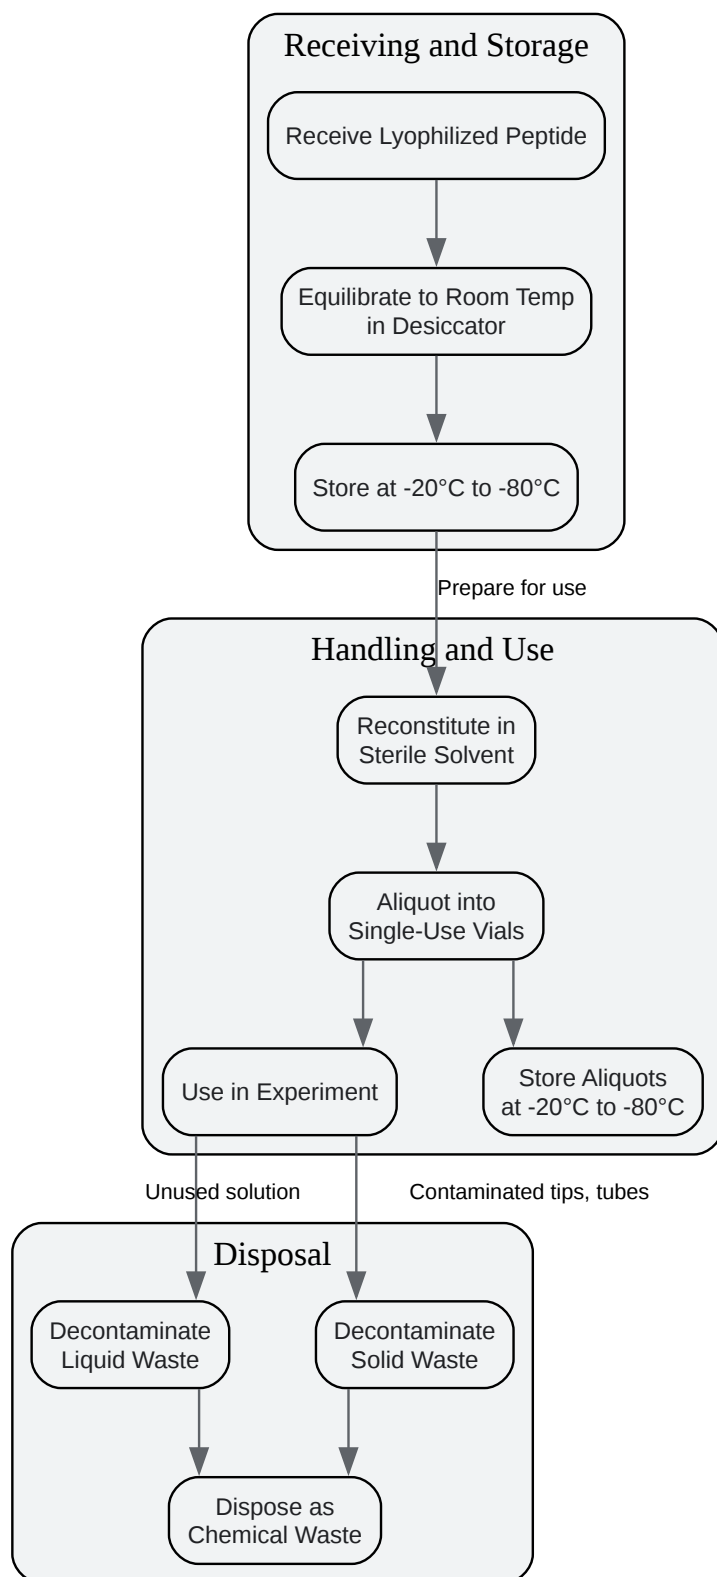 Receiving and Storage
Receive Lyophilized Peptide
Equilibrate to Room Temp
in Desiccator
Store at -20°C to -80°C
Prepare for use
Handling and Use
Reconstitute in
Sterile Solvent
Aliquot into
Single-Use Vials
Use in Experiment
Store Aliquots
at -20°C to -80°C
Unused solution
Contaminated tips, tubes
Disposal
Decontaminate
Liquid Waste
Decontaminate
Solid Waste
Dispose as
Chemical Waste